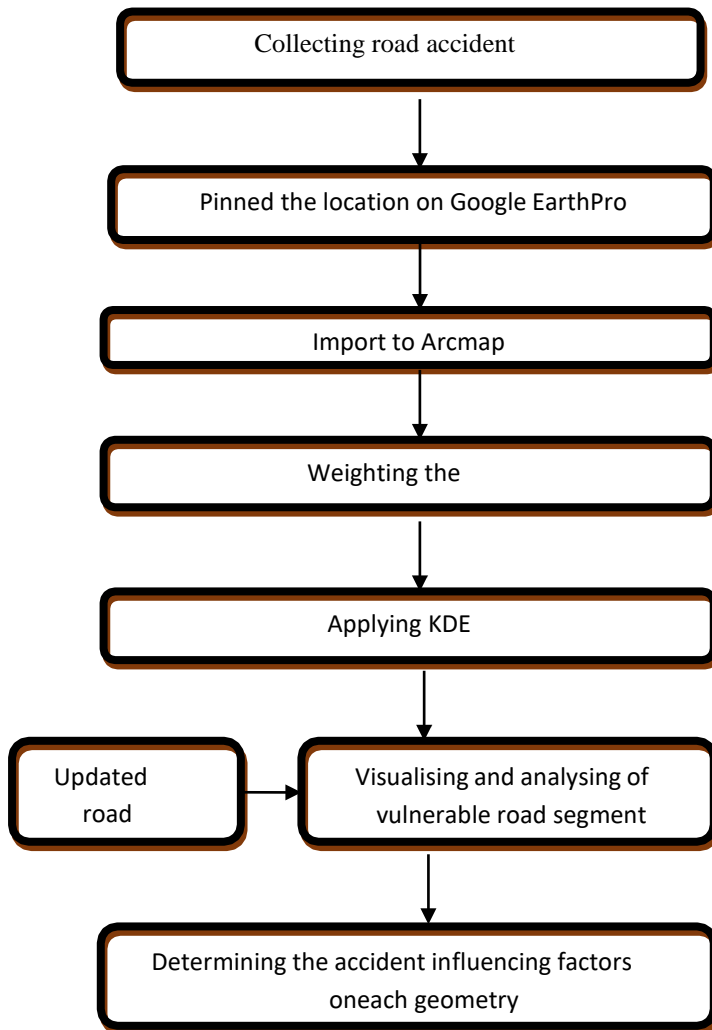 Collecting road accident
Pinned the location on Google EarthPro
Import to Arcmap
Weighting the
Applying KDE
Updated
road
Visualising and analysing of
vulnerable road segment
Determining the accident influencing factors
oneach geometry